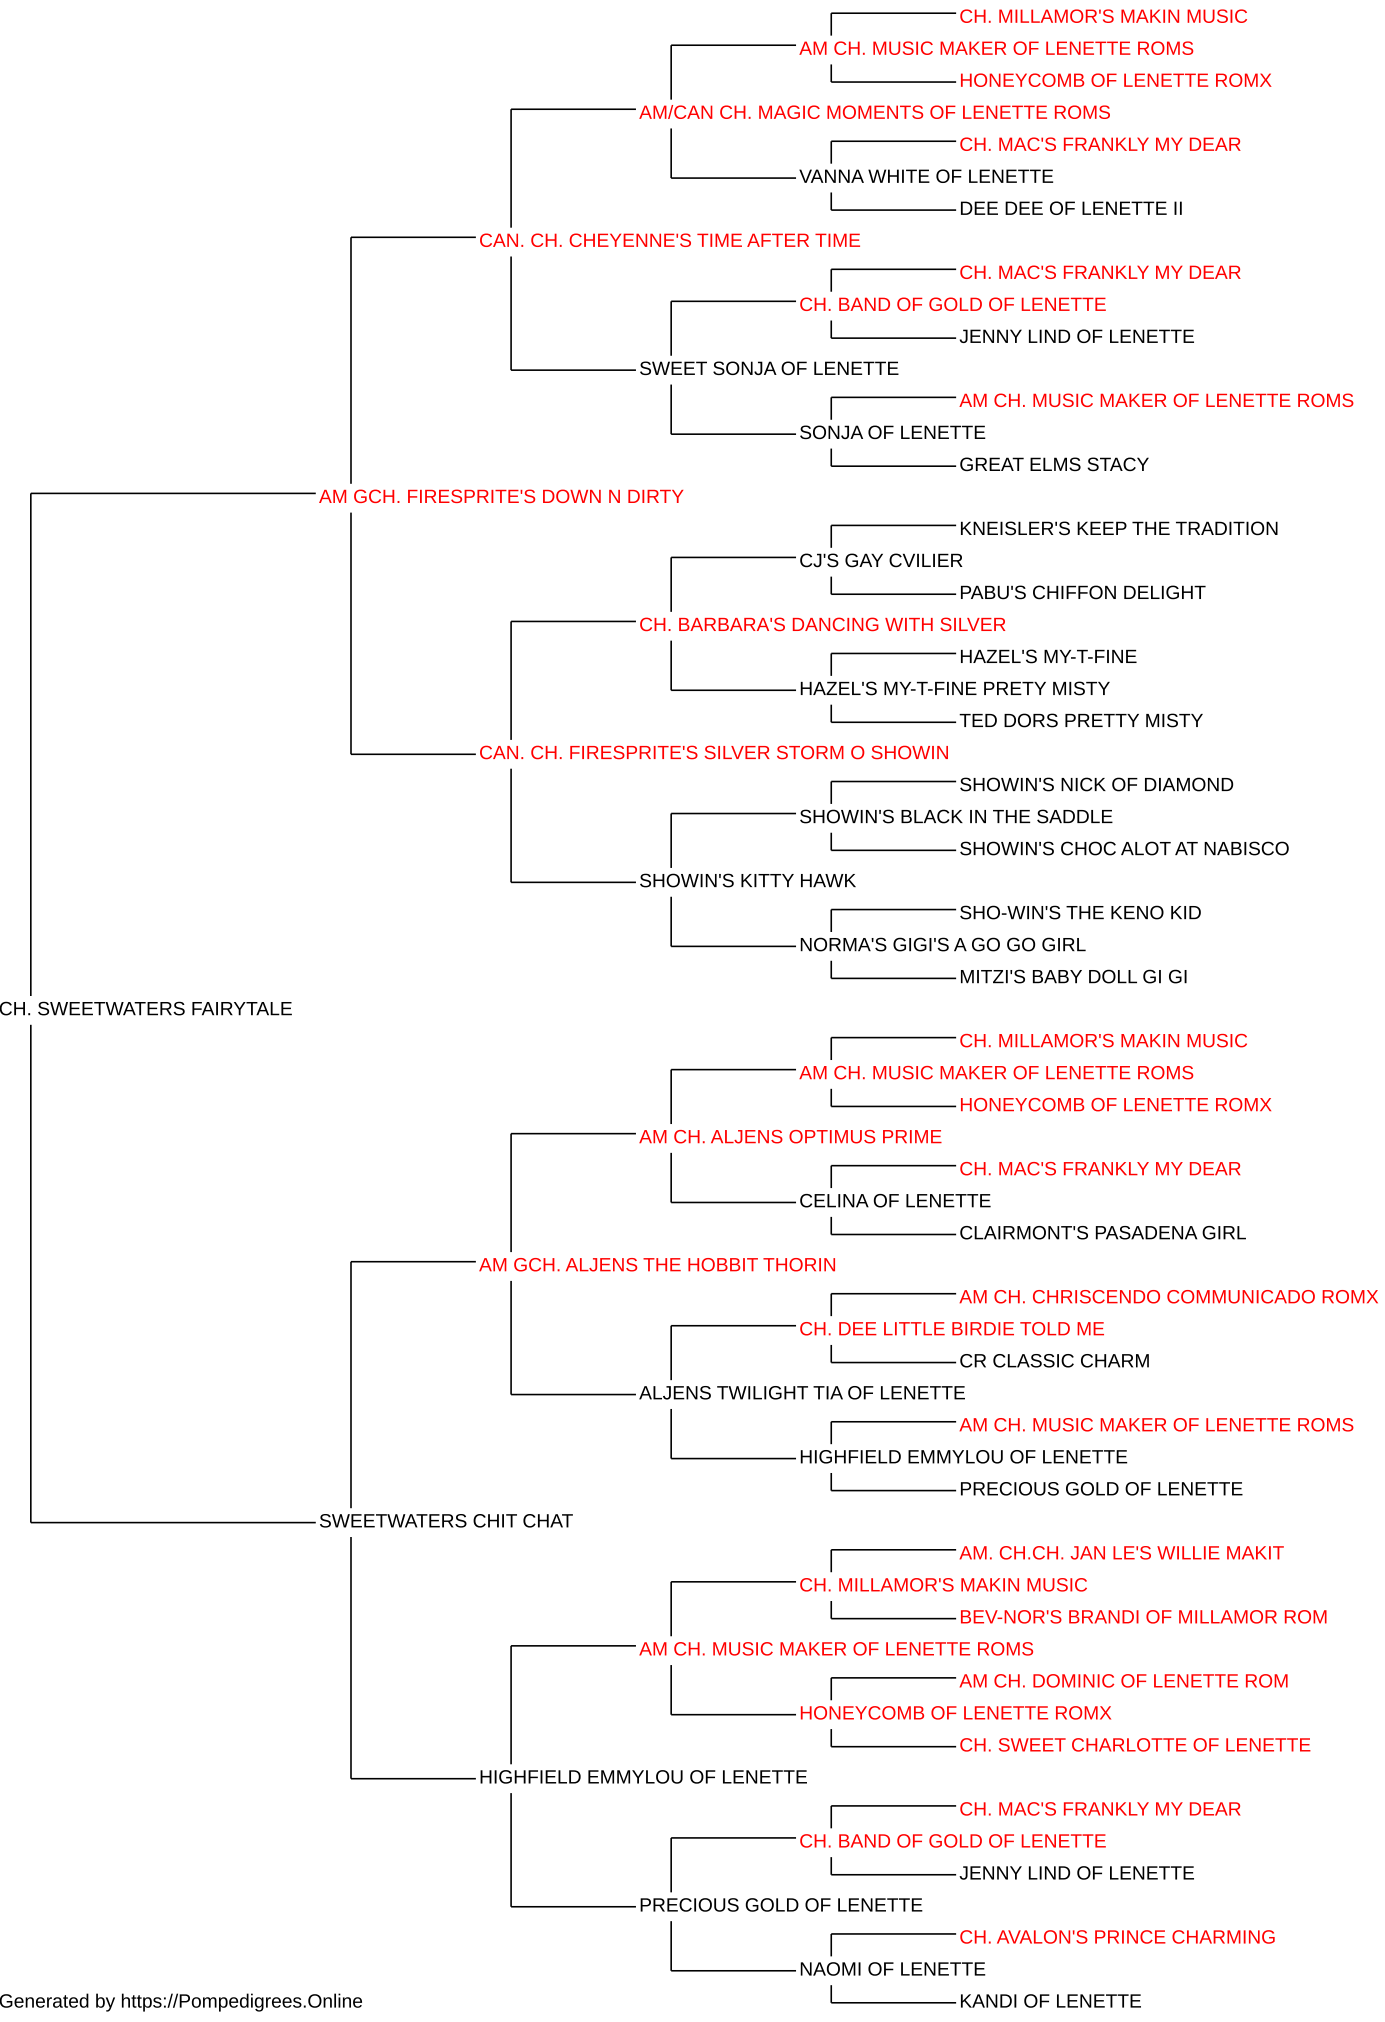 CH. MILLAMOR'S MAKIN MUSIC
AM CH. MUSIC MAKER OF LENETTE ROMS
HONEYCOMB OF LENETTE ROMX
AM/CAN CH. MAGIC MOMENTS OF LENETTE ROMS
CH. MAC'S FRANKLY MY DEAR
VANNA WHITE OF LENETTE
DEE DEE OF LENETTE II
CAN. CH. CHEYENNE'S TIME AFTER TIME
CH. MAC'S FRANKLY MY DEAR
CH. BAND OF GOLD OF LENETTE
JENNY LIND OF LENETTE
SWEET SONJA OF LENETTE
AM CH. MUSIC MAKER OF LENETTE ROMS
SONJA OF LENETTE
GREAT ELMS STACY
AM GCH. FIRESPRITE'S DOWN N DIRTY
KNEISLER'S KEEP THE TRADITION
CJ'S GAY CVILIER
PABU'S CHIFFON DELIGHT
CH. BARBARA'S DANCING WITH SILVER
HAZEL'S MY-T-FINE
HAZEL'S MY-T-FINE PRETY MISTY
TED DORS PRETTY MISTY
CAN. CH. FIRESPRITE'S SILVER STORM O SHOWIN
SHOWIN'S NICK OF DIAMOND
SHOWIN'S BLACK IN THE SADDLE
SHOWIN'S CHOC ALOT AT NABISCO
SHOWIN'S KITTY HAWK
SHO-WIN'S THE KENO KID
NORMA'S GIGI'S A GO GO GIRL
MITZI'S BABY DOLL GI GI
CH. SWEETWATERS FAIRYTALE
CH. MILLAMOR'S MAKIN MUSIC
AM CH. MUSIC MAKER OF LENETTE ROMS
HONEYCOMB OF LENETTE ROMX
AM CH. ALJENS OPTIMUS PRIME
CH. MAC'S FRANKLY MY DEAR
CELINA OF LENETTE
CLAIRMONT'S PASADENA GIRL
AM GCH. ALJENS THE HOBBIT THORIN
AM CH. CHRISCENDO COMMUNICADO ROMX
CH. DEE LITTLE BIRDIE TOLD ME
CR CLASSIC CHARM
ALJENS TWILIGHT TIA OF LENETTE
AM CH. MUSIC MAKER OF LENETTE ROMS
HIGHFIELD EMMYLOU OF LENETTE
PRECIOUS GOLD OF LENETTE
SWEETWATERS CHIT CHAT
AM. CH.CH. JAN LE'S WILLIE MAKIT
CH. MILLAMOR'S MAKIN MUSIC
BEV-NOR'S BRANDI OF MILLAMOR ROM
AM CH. MUSIC MAKER OF LENETTE ROMS
AM CH. DOMINIC OF LENETTE ROM
HONEYCOMB OF LENETTE ROMX
CH. SWEET CHARLOTTE OF LENETTE
HIGHFIELD EMMYLOU OF LENETTE
CH. MAC'S FRANKLY MY DEAR
CH. BAND OF GOLD OF LENETTE
JENNY LIND OF LENETTE
PRECIOUS GOLD OF LENETTE
CH. AVALON'S PRINCE CHARMING
NAOMI OF LENETTE
KANDI OF LENETTE
Generated by https://Pompedigrees.Online